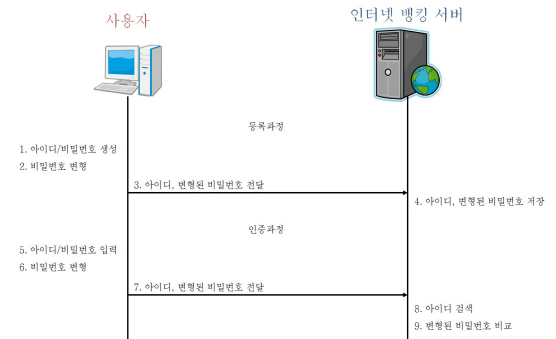 사용자
인터넷 뱅킹 서버
등록과정
1. 아이디/비밀번호 생성
2. 비밀번호 변형
3. 아이디, 변형된 비밀번호 전달
4. 아이디, 변형된 비밀번호 저장
인증과정
5. 아이디/비밀번호 입력
6. 비밀번호 변형
7. 아이디, 변형된 비밀번호 전달
8. 아이디 검색
9. 변형된 비밀번호 비교